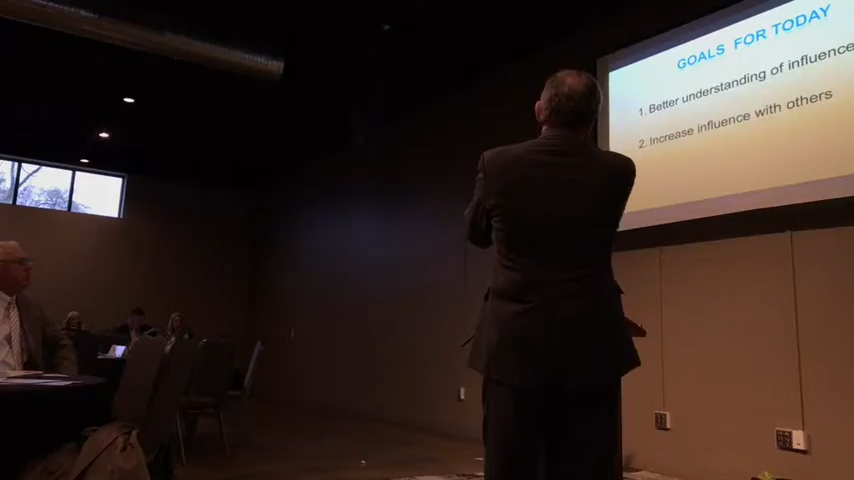 GOALS FOR TODAY
1. Better understanding of influence
2. Increase influence with others